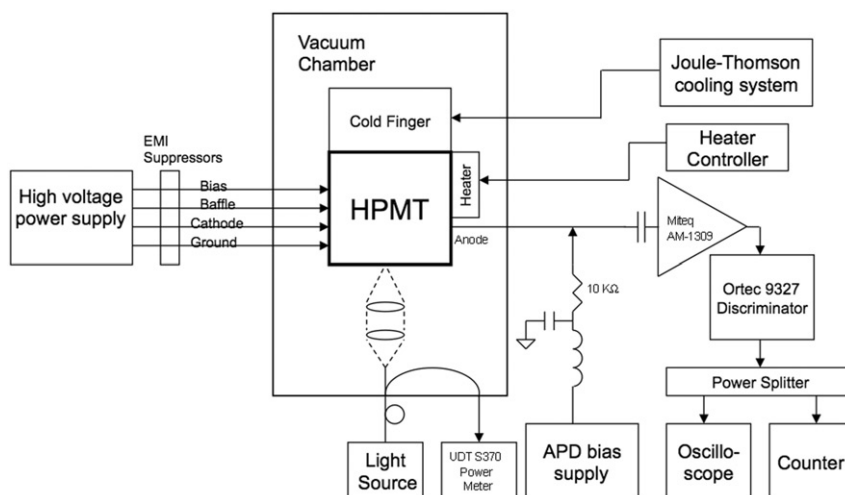 Vacuum
Chamber
Joule-Thomson
cooling system
Cold Finger
EMI
Suppressors
Heater
Controller
High voltage
power supply
Bias
Baffle
Cathode
Ground
HPMT
Heater
Anode
Miteq
AM-1309
10 KΩ
Ortec 9327
Discriminator
Power Splitter
Light
Source
UDT S370
Power
Meter
APD bias
supply
Oscillo-
scope
Counter